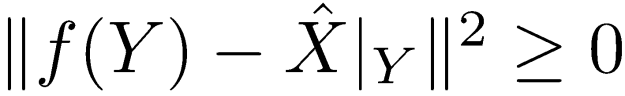 ‖f(Y) − X̂|_Y‖² ≥ 0